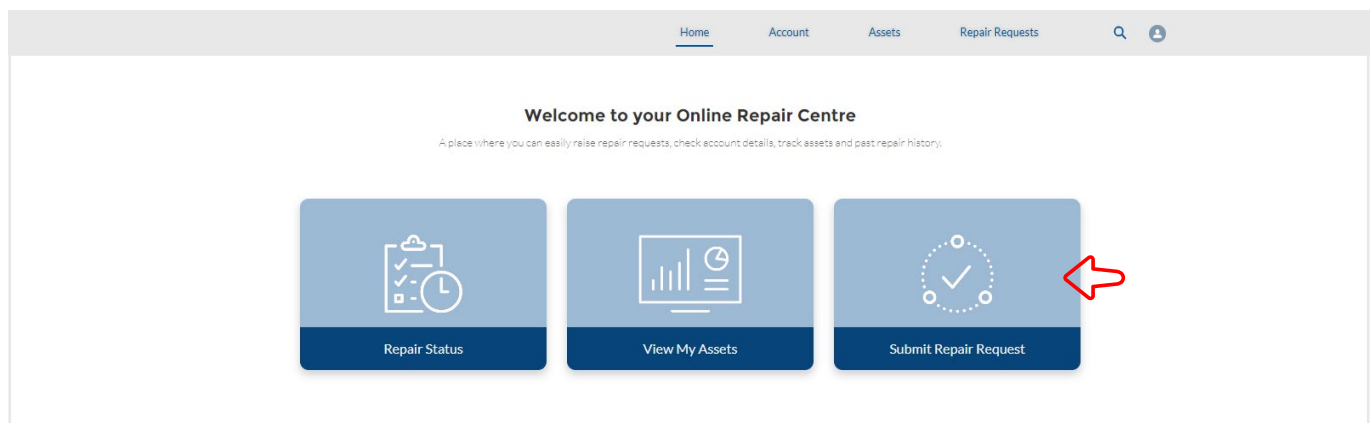 Home Account Assets Repair Requests
Welcome to your Online Repair Centre
A place where you can easily raise repair requests, check account details, track assets and past repair history.
Repair Status View My Assets Submit Repair Request